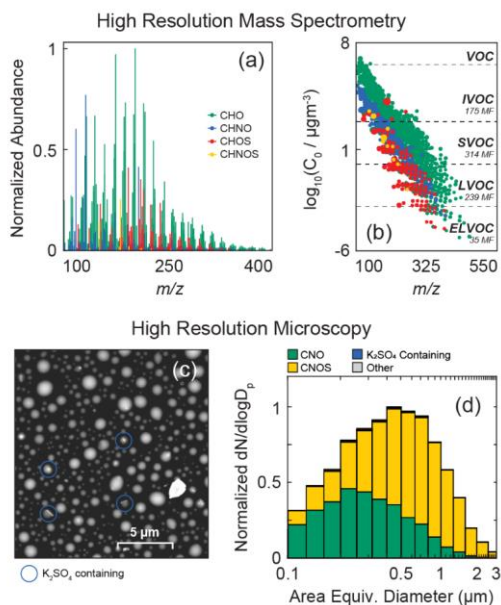 High Resolution Mass Spectrometry
(a)
CHO
CHNO
CHOS
CHNOS
Normalized Abundance
1
0.5
0
100 250 400
m/z
(b)
log₁₀(C₀ / μgm⁻³)
8
1
-6
VOC
IVOC
175 MF
SVOC
314 MF
LVOC
239 MF
ELVOC
35 MF
100 325 550
m/z
High Resolution Microscopy
(c)
5 μm
K₂SO₄ containing
CNO
CNOS
K₂SO₄ Containing
Other
(d)
Normalized dN/dlogDₚ
1
0.5
0
0.1 0.5 1 2 3
Area Equiv. Diameter (μm)